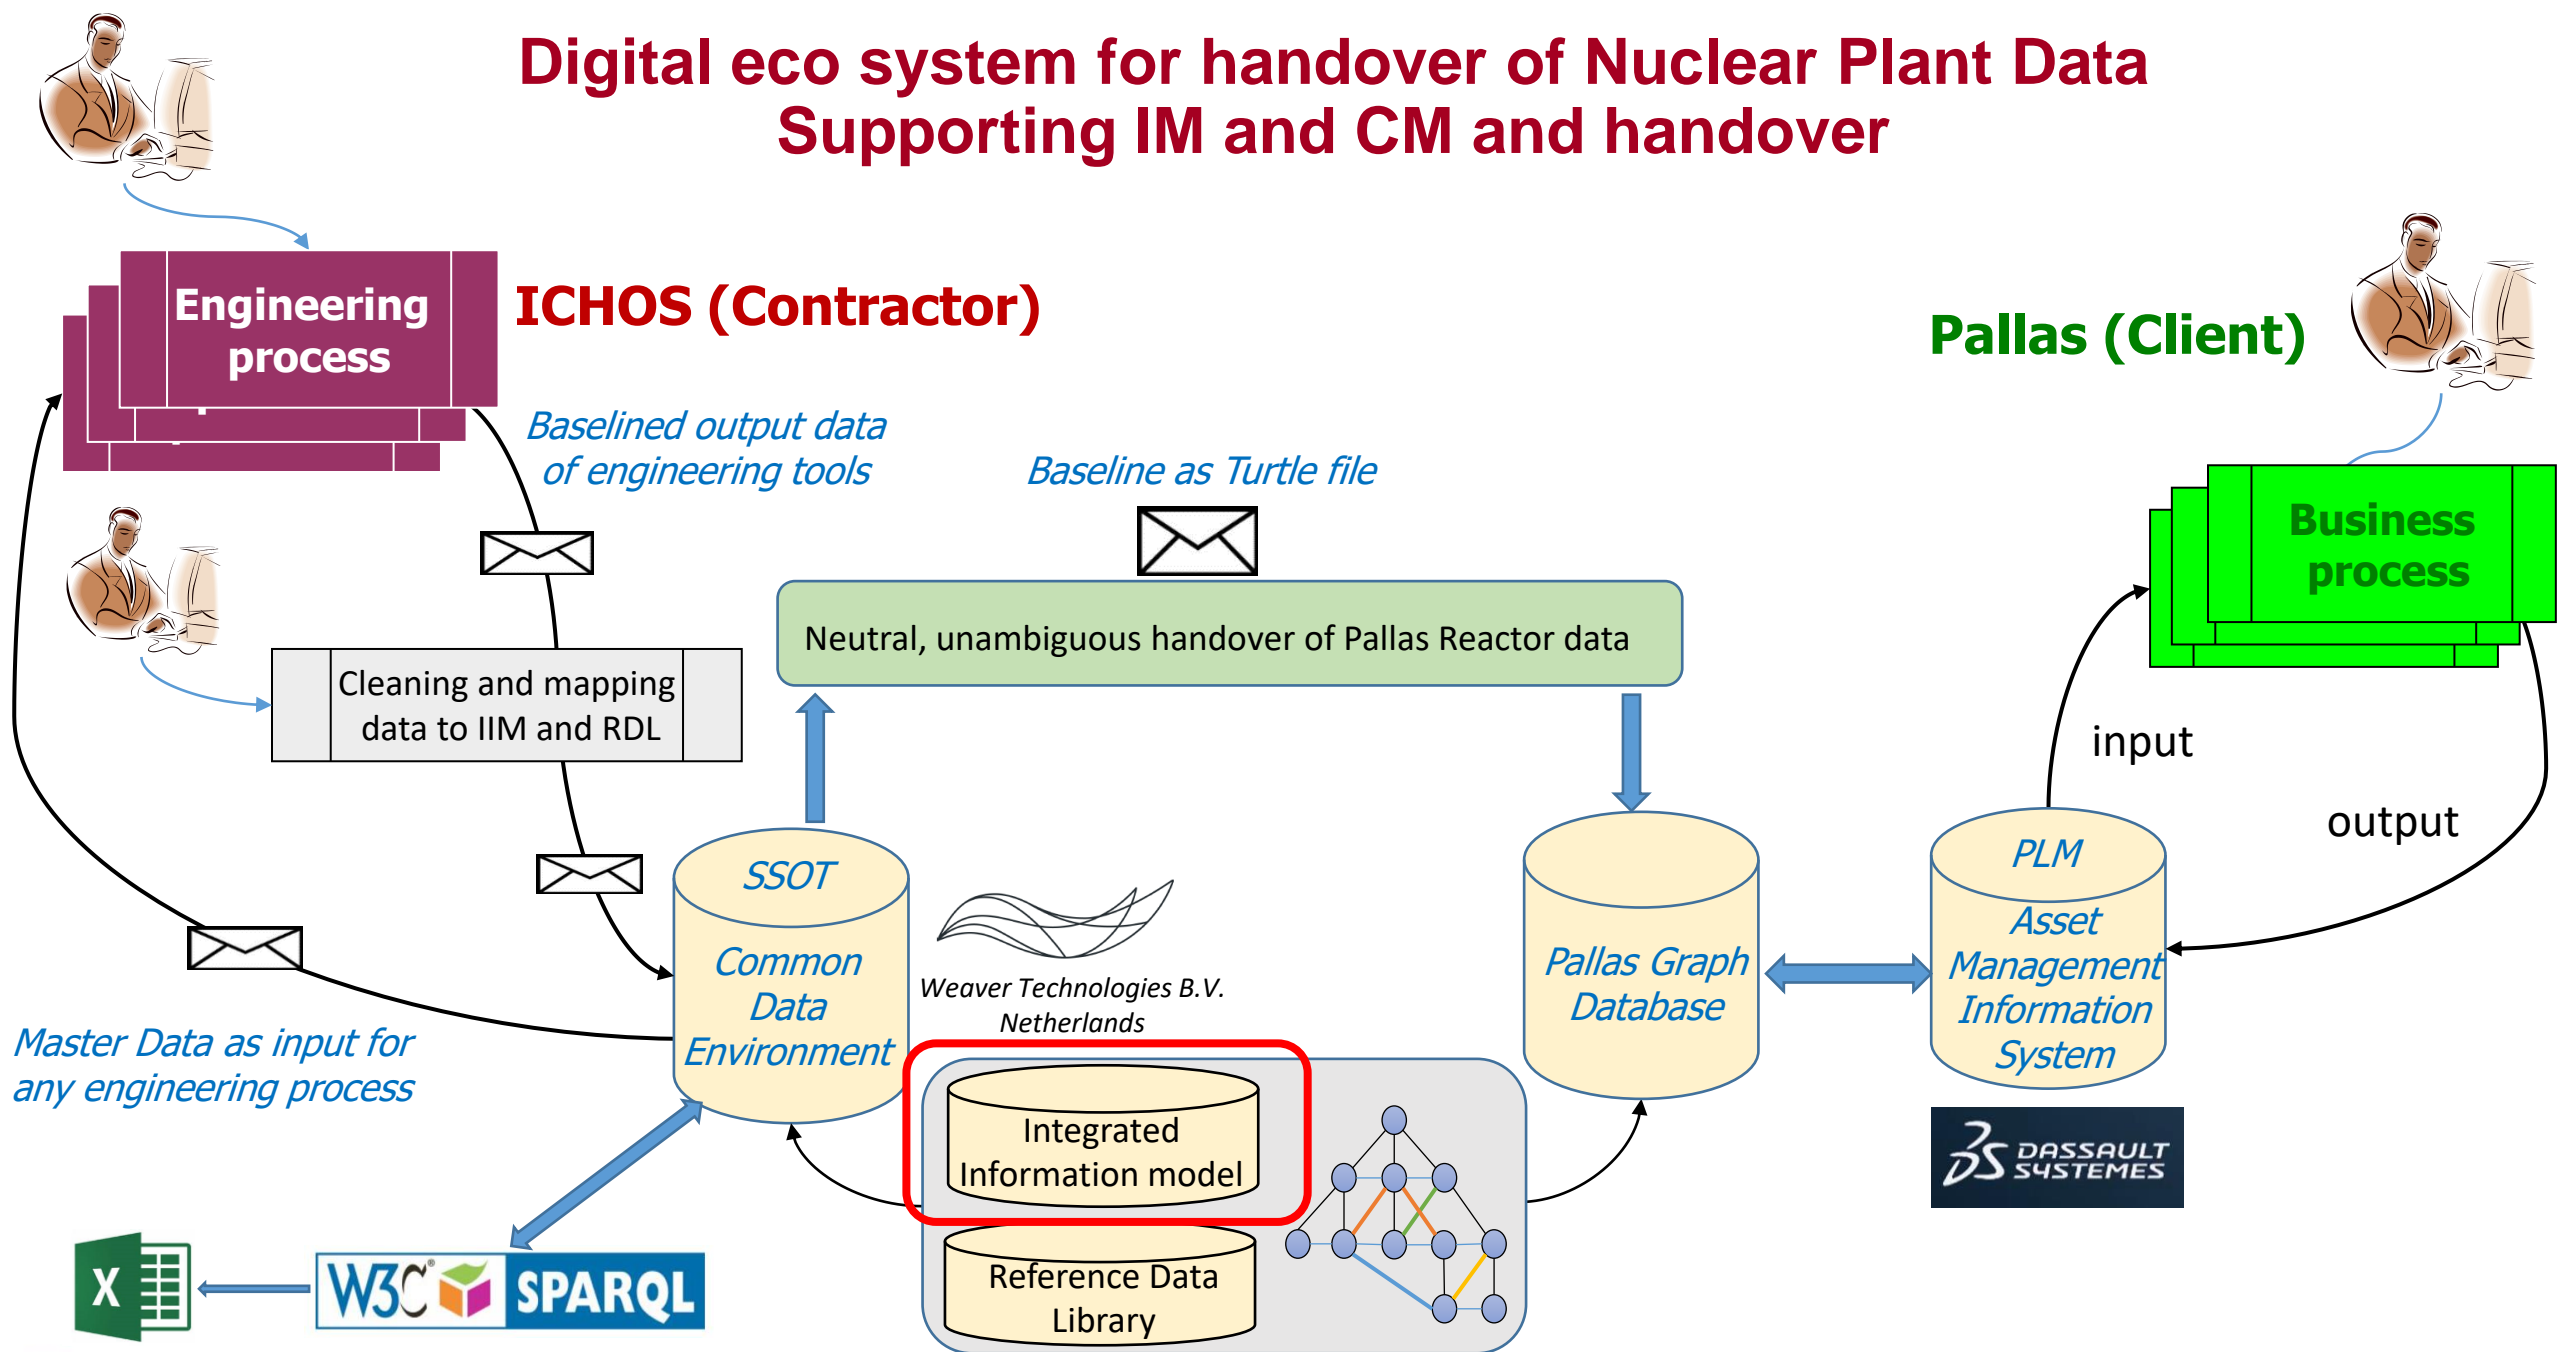 Digital eco system for handover of Nuclear Plant Data
Supporting IM and CM and handover
Engineering
process
ICHOS (Contractor)
Pallas (Client)
Baselined output data
of engineering tools
Baseline as Turtle file
Business
process
Neutral, unambiguous handover of Pallas Reactor data
Cleaning and mapping
data to IIM and RDL
input
output
SSOT
Common
Data
Environment
Weaver Technologies B.V.
Netherlands
Pallas Graph
Database
PLM
Asset
Management
Information
System
Master Data as input for
any engineering process
Integrated
Information model
DASSAULT
SYSTEMES
Reference Data
Library
X
W3C® SPARQL